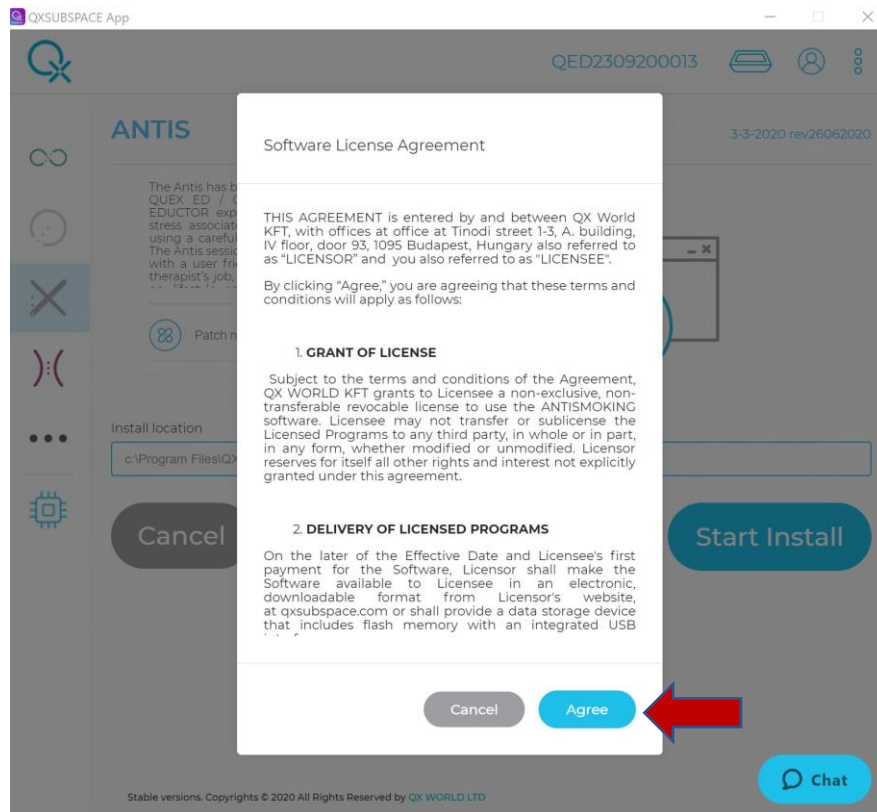 QXSUBSPACE App
QED2309200013
ANTIS
3-3-2020 rev26062020
The Antis has b
QUEX ED /
EDUCTOR exp
stress associat
using a careful
The Antis sessi
with a user fri
therapist's job,
Patch n
Install location
c:\Program Files\QX
Cancel
Start Install
Software License Agreement
THIS AGREEMENT is entered by and between QX World
KFT, with offices at office at Tinodi street 1-3, A. building,
IV floor, door 93, 1095 Budapest, Hungary also referred to
as “LICENSOR” and you also referred to as "LICENSEE".
By clicking “Agree,” you are agreeing that these terms and
conditions will apply as follows:
1. GRANT OF LICENSE
Subject to the terms and conditions of the Agreement,
QX WORLD KFT grants to Licensee a non-exclusive, non-
transferable revocable license to use the ANTISMOKING
software. Licensee may not transfer or sublicense the
Licensed Programs to any third party, in whole or in part,
in any form, whether modified or unmodified. Licensor
reserves for itself all other rights and interest not explicitly
granted under this agreement.
2. DELIVERY OF LICENSED PROGRAMS
On the later of the Effective Date and Licensee's first
payment for the Software, Licensor shall make the
Software available to Licensee in an electronic,
downloadable format from Licensor's website,
at qxsubspace.com or shall provide a data storage device
that includes flash memory with an integrated USB
Cancel
Agree
Chat
Stable versions. Copyrights © 2020 All Rights Reserved by QX WORLD LTD